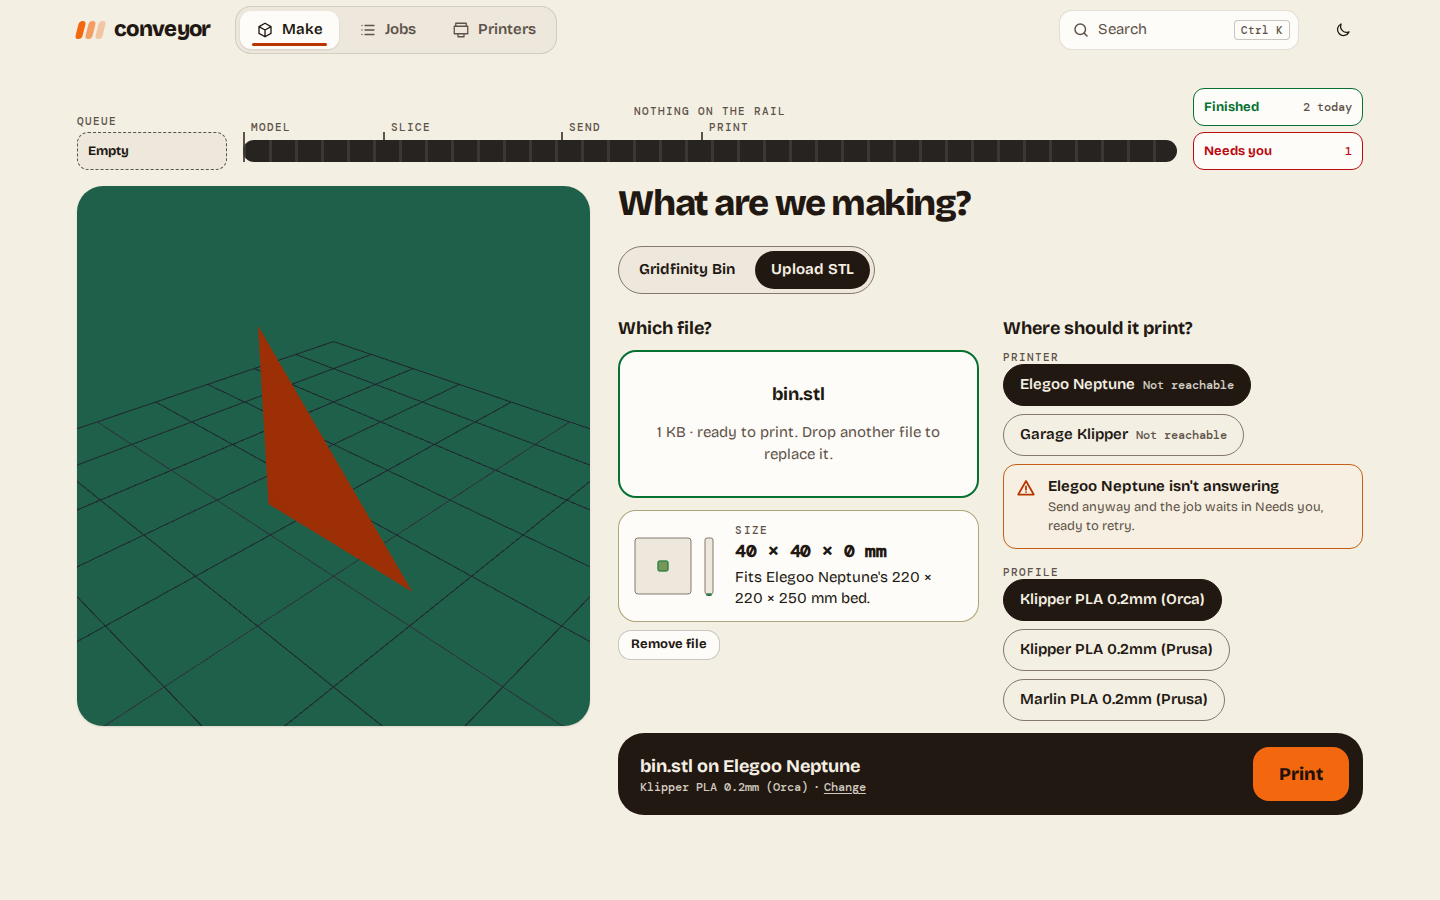 conveyor
Make
Jobs
Printers
Search
Ctrl K
QUEUE
Empty
NOTHING ON THE RAIL
MODEL
SLICE
SEND
PRINT
Finished
2 today
Needs you
1
What are we making?
Gridfinity Bin
Upload STL
Which file?
bin.stl
1 KB · ready to print. Drop another file to
replace it.
SIZE
40 × 40 × 0 mm
Fits Elegoo Neptune's 220 ×
220 × 250 mm bed.
Remove file
Where should it print?
PRINTER
Elegoo Neptune Not reachable
Garage Klipper Not reachable
Elegoo Neptune isn't answering
Send anyway and the job waits in Needs you,
ready to retry.
PROFILE
Klipper PLA 0.2mm (Orca)
Klipper PLA 0.2mm (Prusa)
Marlin PLA 0.2mm (Prusa)
bin.stl on Elegoo Neptune
Klipper PLA 0.2mm (Orca) · Change
Print